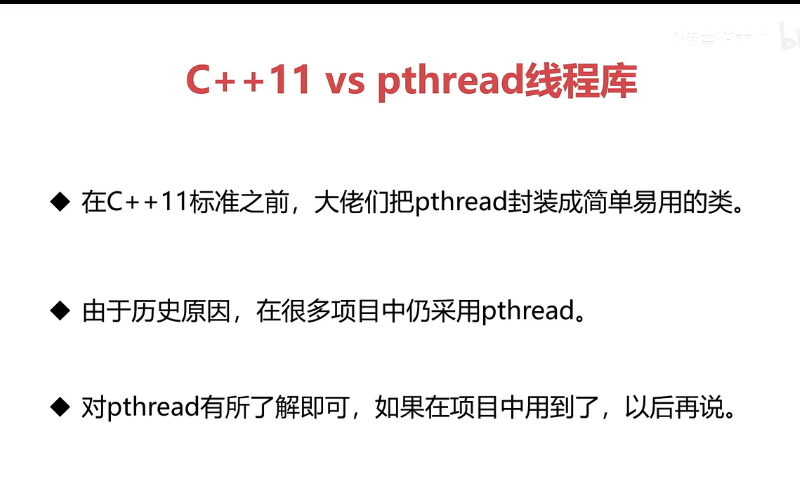 C++11 vs pthread线程库
◆ 在C++11标准之前，大佬们把pthread封装成简单易用的类。
◆ 由于历史原因，在很多项目中仍采用pthread。
◆ 对pthread有所了解即可，如果在项目中用到了，以后再说。